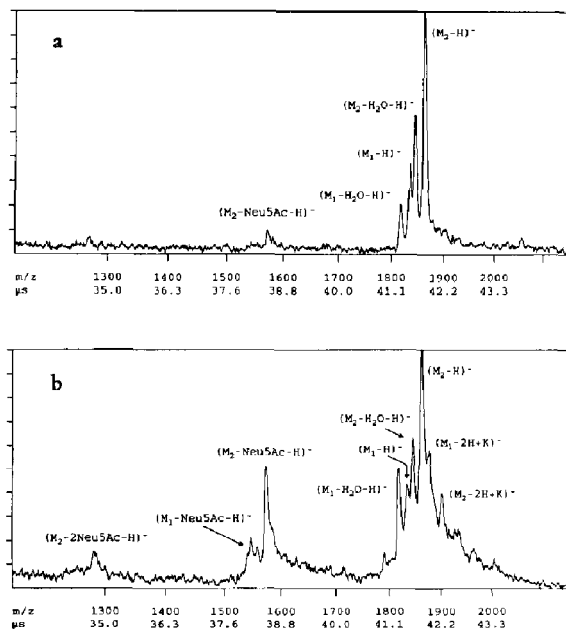 a
(M₂-H)⁻
(M₂-H₂O-H)⁻
(M₁-H)⁻
(M₁-H₂O-H)⁻
(M₂-Neu5Ac-H)⁻
m/z 1300 1400 1500 1600 1700 1800 1900 2000
µs 35.0 36.3 37.6 38.8 40.0 41.1 42.2 43.3
b
(M₂-H)⁻
(M₂-H₂O-H)⁻
(M₁-H)⁻
(M₁-2H+K)⁻
(M₂-Neu5Ac-H)⁻
(M₁-H₂O-H)⁻
(M₂-2H+K)⁻
(M₁-Neu5Ac-H)⁻
(M₂-2Neu5Ac-H)⁻
m/z 1300 1400 1500 1600 1700 1800 1900 2000
µs 35.0 36.3 37.6 38.8 40.0 41.1 42.2 43.3